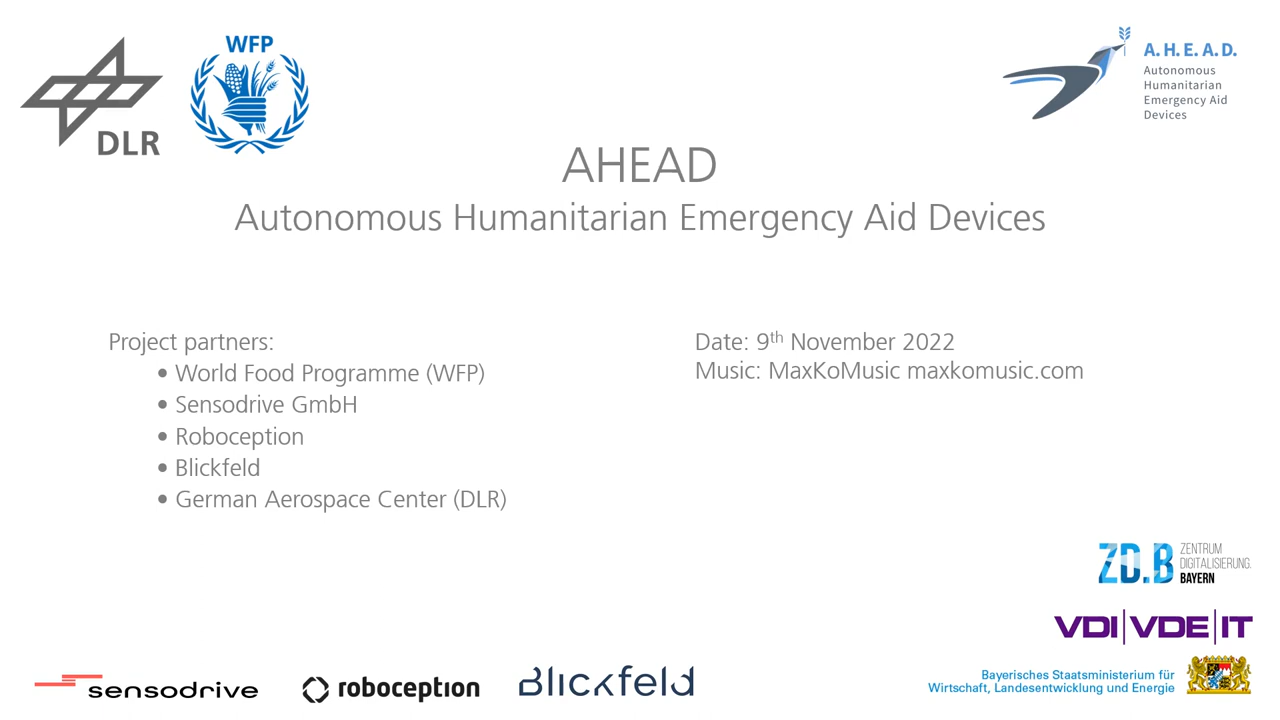 DLR
WFP
A.H.E.A.D.
Autonomous
Humanitarian
Emergency Aid
Devices
AHEAD
Autonomous Humanitarian Emergency Aid Devices
Project partners:
• World Food Programme (WFP)
• Sensodrive GmbH
• Roboception
• Blickfeld
• German Aerospace Center (DLR)
Date: 9th November 2022
Music: MaxKoMusic maxkomusic.com
ZD.B
ZENTRUM
DIGITALISIERUNG.
BAYERN
VDI|VDE|IT
sensodrive
roboception
Blickfeld
Bayerisches Staatsministerium für
Wirtschaft, Landesentwicklung und Energie